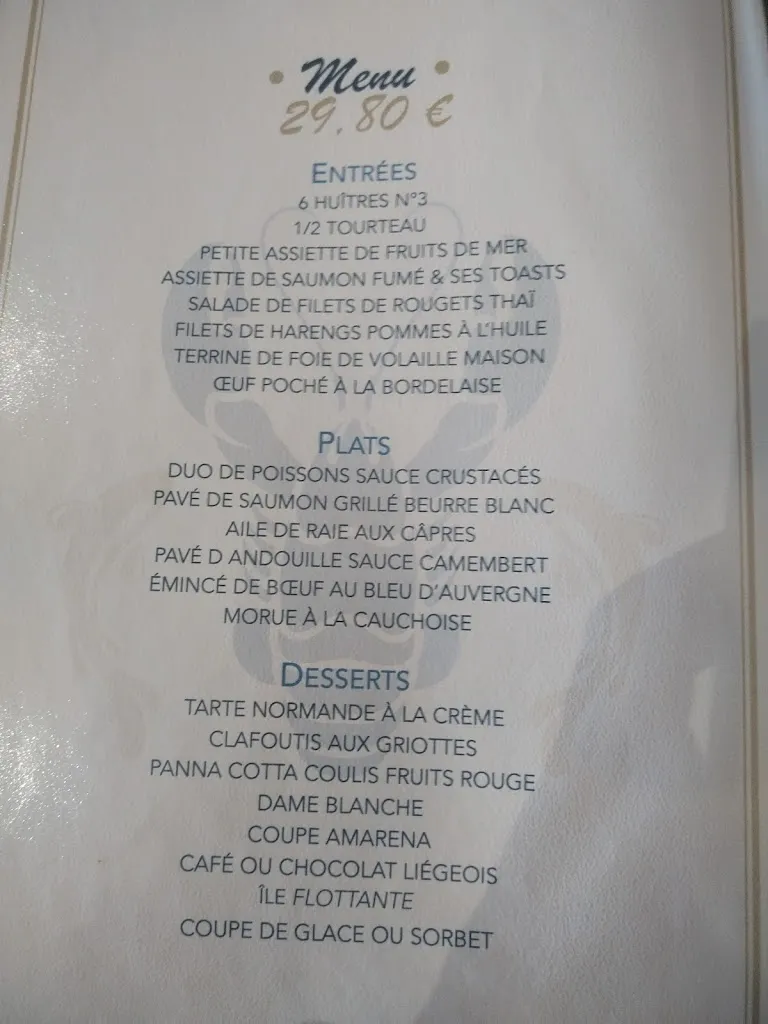 • Menu •
29,80 €
ENTRÉES
6 HUÎTRES N°3
1/2 TOURTEAU
PETITE ASSIETTE DE FRUITS DE MER
ASSIETTE DE SAUMON FUMÉ & SES TOASTS
SALADE DE FILETS DE ROUGETS THAÏ
FILETS DE HARENGS POMMES À L'HUILE
TERRINE DE FOIE DE VOLAILLE MAISON
ŒUF POCHÉ À LA BORDELAISE
PLATS
DUO DE POISSONS SAUCE CRUSTACÉS
PAVÉ DE SAUMON GRILLÉ BEURRE BLANC
AILE DE RAIE AUX CÂPRES
PAVÉ D ANDOUILLE SAUCE CAMEMBERT
ÉMINCÉ DE BŒUF AU BLEU D'AUVERGNE
MORUE À LA CAUCHOISE
DESSERTS
TARTE NORMANDE À LA CRÈME
CLAFOUTIS AUX GRIOTTES
PANNA COTTA COULIS FRUITS ROUGE
DAME BLANCHE
COUPE AMARENA
CAFÉ OU CHOCOLAT LIÉGEOIS
ÎLE FLOTTANTE
COUPE DE GLACE OU SORBET